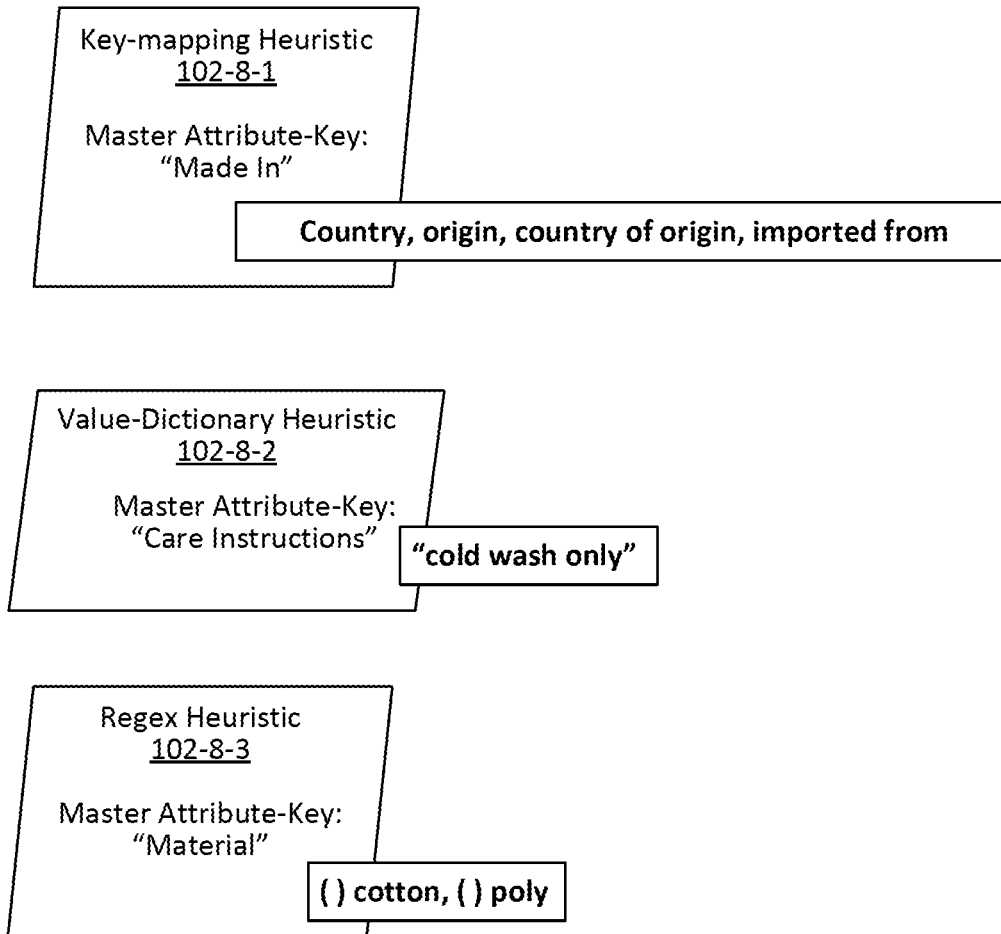 Key-mapping Heuristic
102-8-1
Master Attribute-Key:
“Made In”
Country, origin, country of origin, imported from
Value-Dictionary Heuristic
102-8-2
Master Attribute-Key:
“Care Instructions”
“cold wash only”
Regex Heuristic
102-8-3
Master Attribute-Key:
“Material”
( ) cotton, ( ) poly